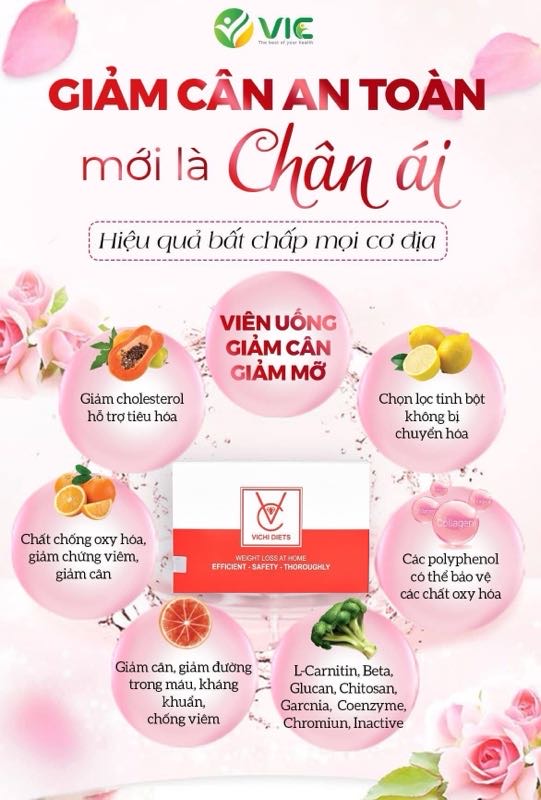 VIE
The best of your health
GIẢM CÂN AN TOÀN
mới là Chân ái
Hiệu quả bất chấp mọi cơ địa
VIÊN UỐNG
GIẢM CÂN
GIẢM MỠ
Giảm cholesterol
hỗ trợ tiêu hóa
Chọn lọc tinh bột
không bị
chuyển hóa
Chất chống oxy hóa,
giảm chứng viêm,
giảm cân
VICHI DIETS
WEIGHT LOSS AT HOME
EFFICIENT - SAFETY - THOROUGHLY
Collagen
Các polyphenol
có thể bảo vệ
các chất oxy hóa
Giảm cân, giảm đường
trong máu, kháng
khuẩn,
chống viêm
L-Carnitin, Beta,
Glucan, Chitosan,
Garcnia, Coenzyme,
Chromiun, Inactive